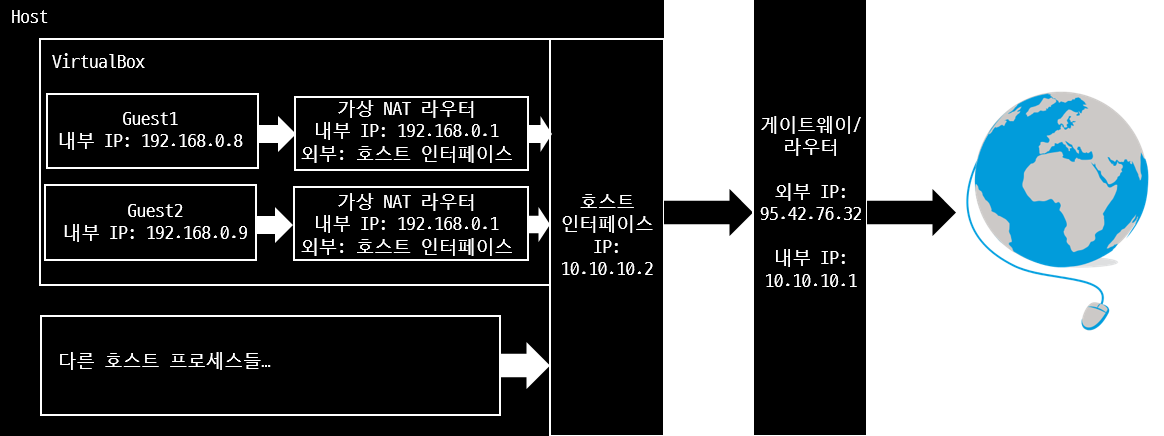 Host
VirtualBox
Guest1
내부 IP: 192.168.0.8
가상 NAT 라우터
내부 IP: 192.168.0.1
외부: 호스트 인터페이스
Guest2
내부 IP: 192.168.0.9
가상 NAT 라우터
내부 IP: 192.168.0.1
외부: 호스트 인터페이스
다른 호스트 프로세스들…
호스트
인터페이스
IP:
10.10.10.2
게이트웨이/
라우터
외부 IP:
95.42.76.32
내부 IP:
10.10.10.1